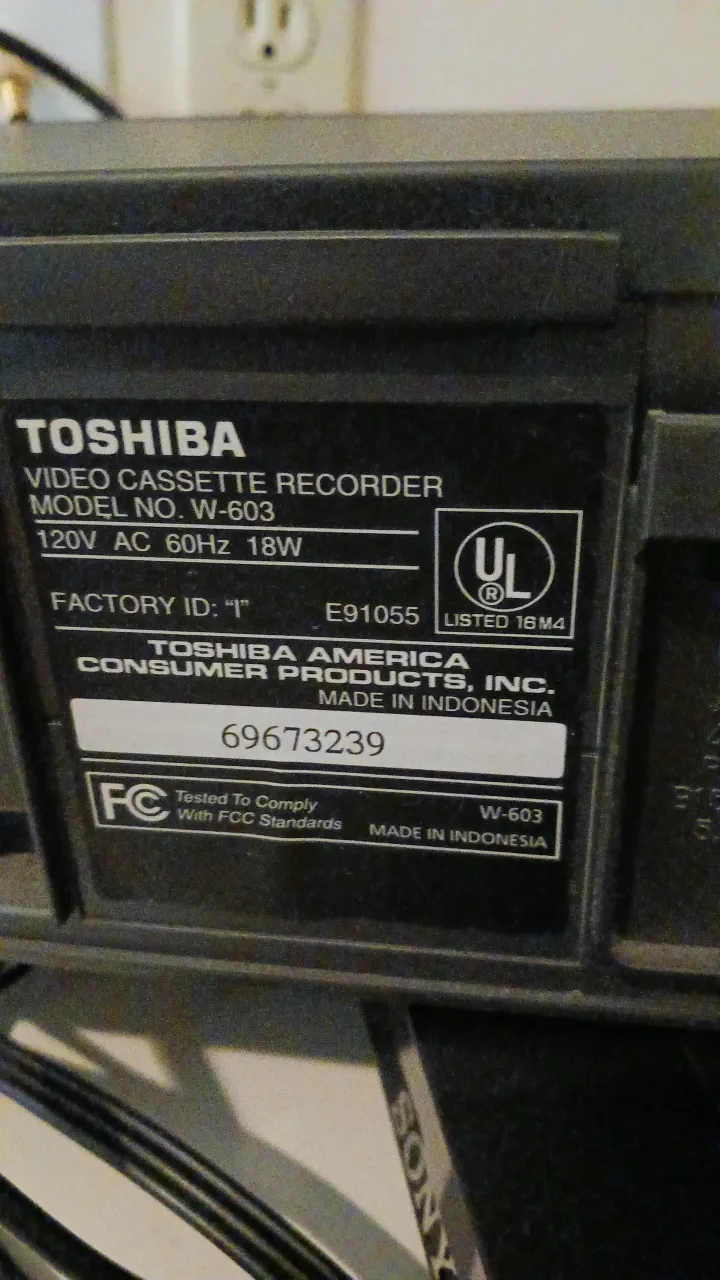 TOSHIBA
VIDEO CASSETTE RECORDER
MODEL NO. W-603
120V AC 60Hz 18W
UL
®
LISTED 16M4
FACTORY ID: "I" E91055
TOSHIBA AMERICA
CONSUMER PRODUCTS, INC.
MADE IN INDONESIA
69673239
FC Tested To Comply
With FCC Standards
W-603
MADE IN INDONESIA
SONY